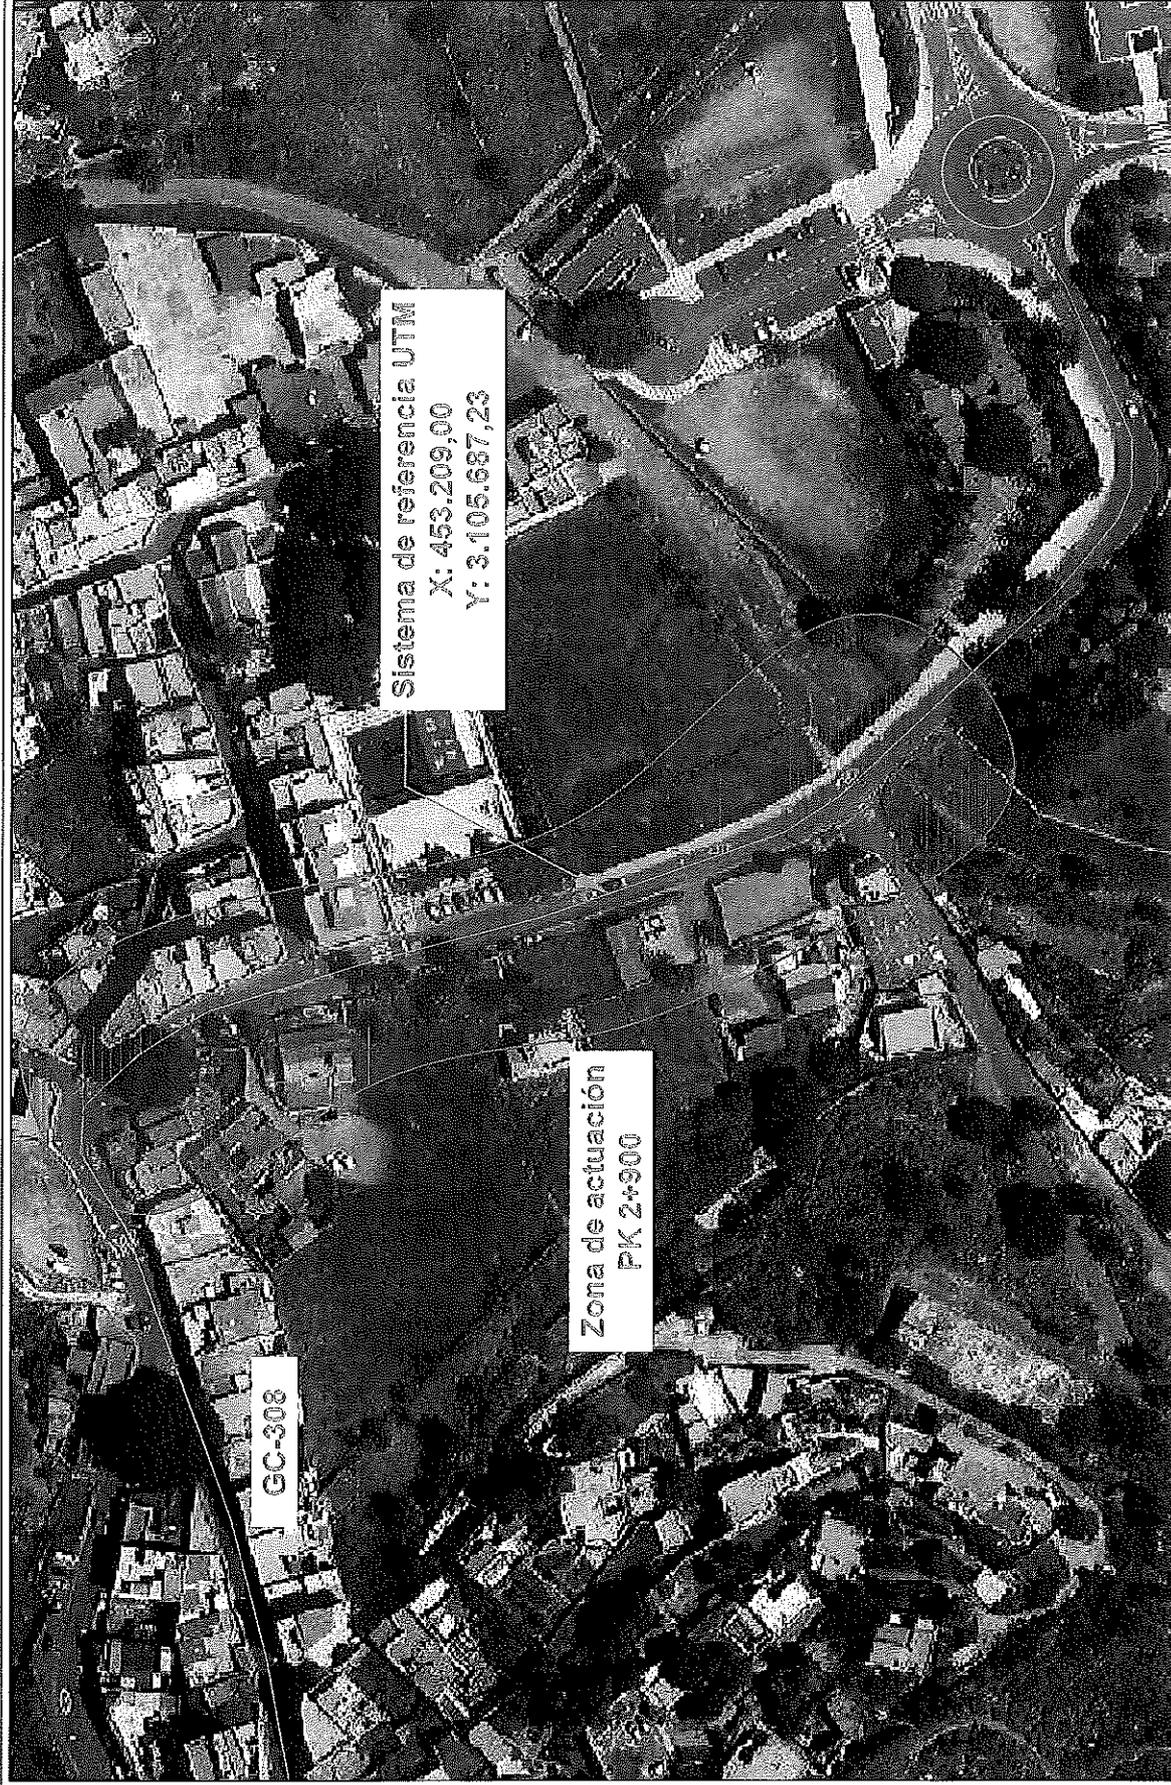 Sistema de referencia UTM
X: 453.209,00
Y: 3.105.687,23
Zona de actuación
PK 2+900
GC-308